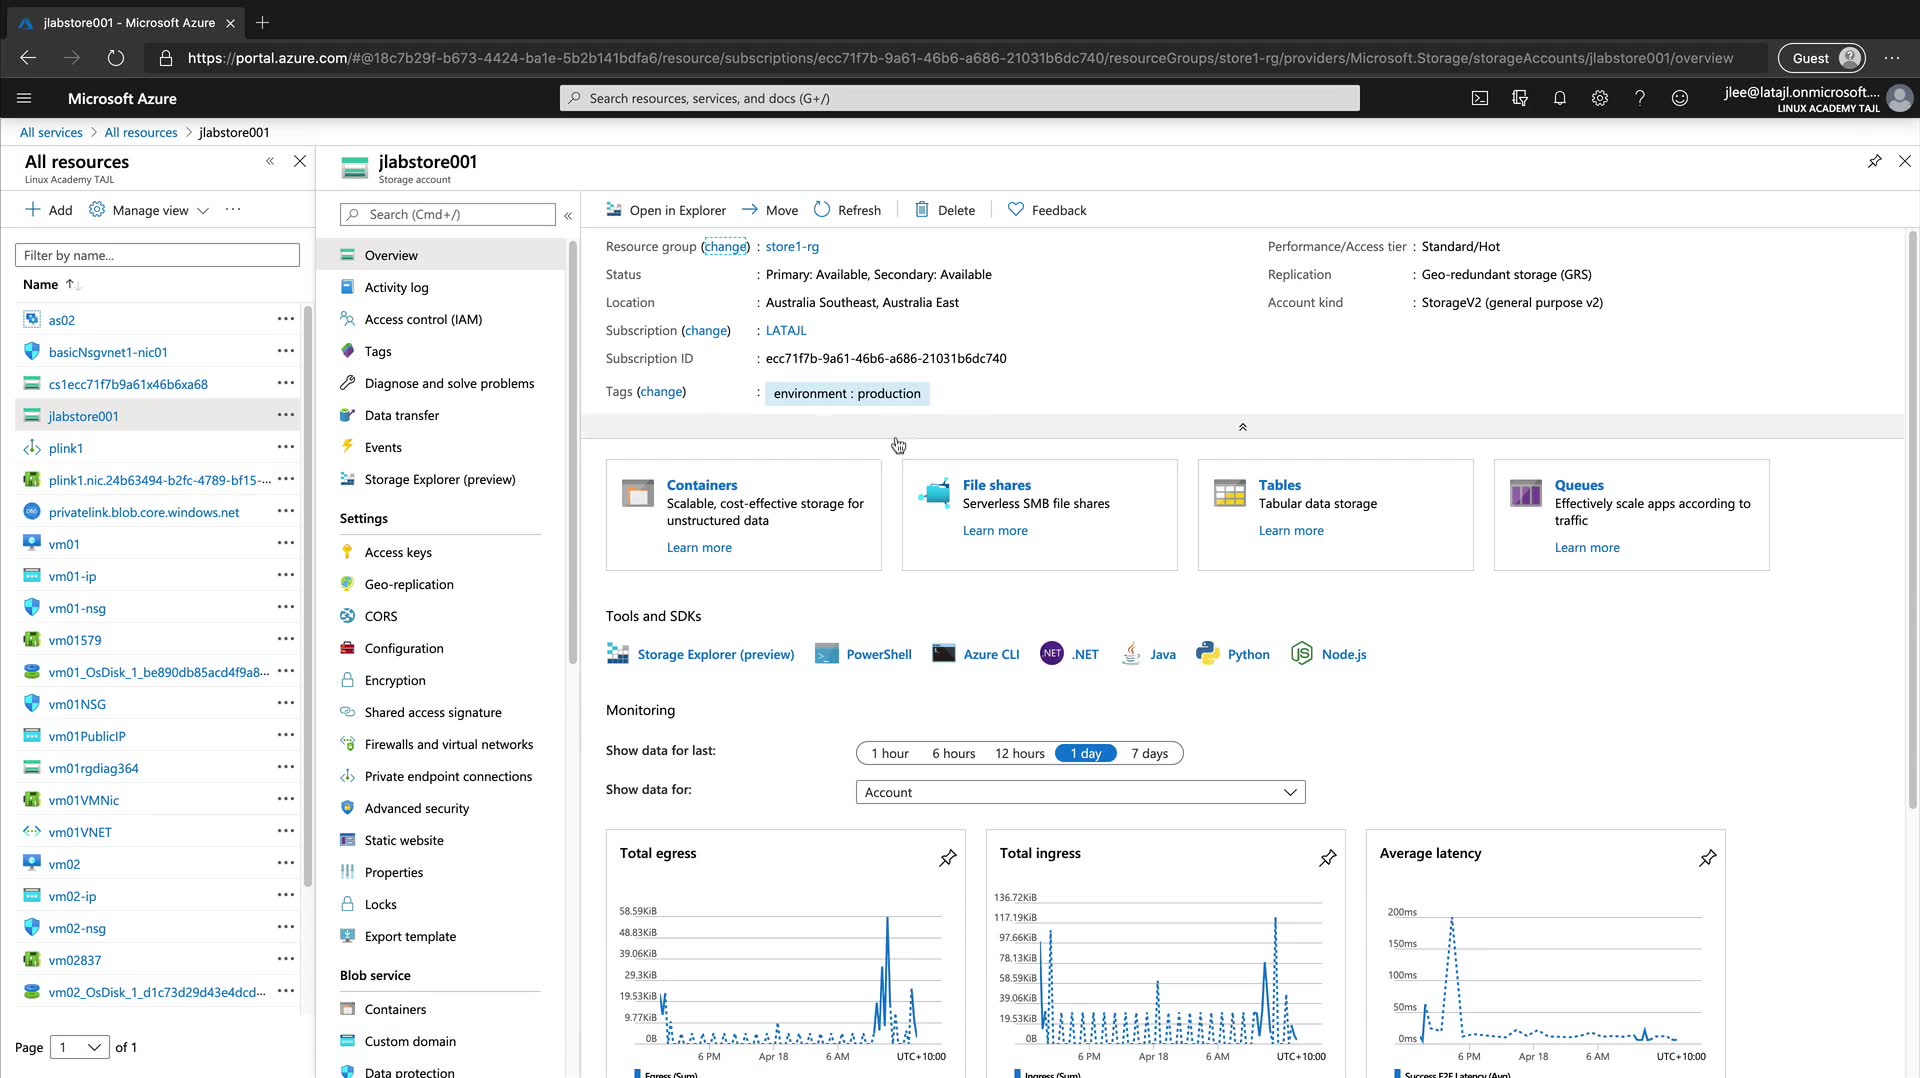 jlabstore001 - Microsoft Azure
https://portal.azure.com/#@18c7b29f-b673-4424-ba1e-5b2b141bdfa6/resource/subscriptions/ecc71f7b-9a61-46b6-a686-21031b6dc740/resourceGroups/store1-rg/providers/Microsoft.Storage/storageAccounts/jlabstore001/overview
Guest
Microsoft Azure
Search resources, services, and docs (G+/)
jlee@latajl.onmicrosoft....
LINUX ACADEMY TAJL
All services > All resources > jlabstore001
All resources
Linux Academy TAJL
Add
Manage view
Filter by name...
Name
as02
basicNsgvnet1-nic01
cs1ecc71f7b9a61x46b6xa68
jlabstore001
plink1
plink1.nic.24b63494-b2fc-4789-bf15-...
privatelink.blob.core.windows.net
vm01
vm01-ip
vm01-nsg
vm01579
vm01_OsDisk_1_be890db85acd4f9a8...
vm01NSG
vm01PublicIP
vm01rgdiag364
vm01VMNic
vm01VNET
vm02
vm02-ip
vm02-nsg
vm02837
vm02_OsDisk_1_d1c73d29d43e4dcd...
Page 1 of 1
jlabstore001
Storage account
Search (Cmd+/)
Overview
Activity log
Access control (IAM)
Tags
Diagnose and solve problems
Data transfer
Events
Storage Explorer (preview)
Settings
Access keys
Geo-replication
CORS
Configuration
Encryption
Shared access signature
Firewalls and virtual networks
Private endpoint connections
Advanced security
Static website
Properties
Locks
Export template
Blob service
Containers
Custom domain
Data protection
Open in Explorer
Move
Refresh
Delete
Feedback
Resource group (change) : store1-rg
Status : Primary: Available, Secondary: Available
Location : Australia Southeast, Australia East
Subscription (change) : LATAJL
Subscription ID : ecc71f7b-9a61-46b6-a686-21031b6dc740
Tags (change) : environment : production
Performance/Access tier : Standard/Hot
Replication : Geo-redundant storage (GRS)
Account kind : StorageV2 (general purpose v2)
Containers
Scalable, cost-effective storage for
unstructured data
Learn more
File shares
Serverless SMB file shares
Learn more
Tables
Tabular data storage
Learn more
Queues
Effectively scale apps according to
traffic
Learn more
Tools and SDKs
Storage Explorer (preview)
PowerShell
Azure CLI
NET
.NET
Java
Python
Node.js
Monitoring
Show data for last:
1 hour
6 hours
12 hours
1 day
7 days
Show data for:
Account
Total egress
58.59KiB
48.83KiB
39.06KiB
29.3KiB
19.53KiB
9.77KiB
0B
6 PM
Apr 18
6 AM
UTC+10:00
Egress (Sum)
Total ingress
136.72KiB
117.19KiB
97.66KiB
78.13KiB
58.59KiB
39.06KiB
19.53KiB
0B
6 PM
Apr 18
6 AM
UTC+10:00
Ingress (Sum)
Average latency
200ms
150ms
100ms
50ms
0ms
6 PM
Apr 18
6 AM
UTC+10:00
Success E2E Latency (Avg)